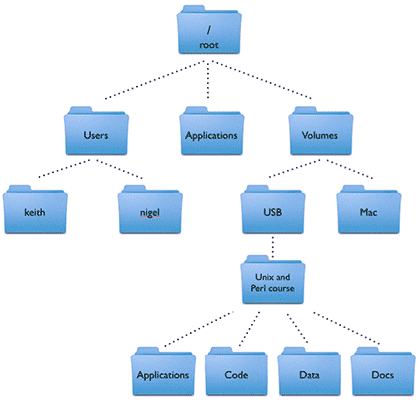 /
root
Users
Applications
Volumes
keith
nigel
USB
Mac
Unix and
Perl course
Applications
Code
Data
Docs